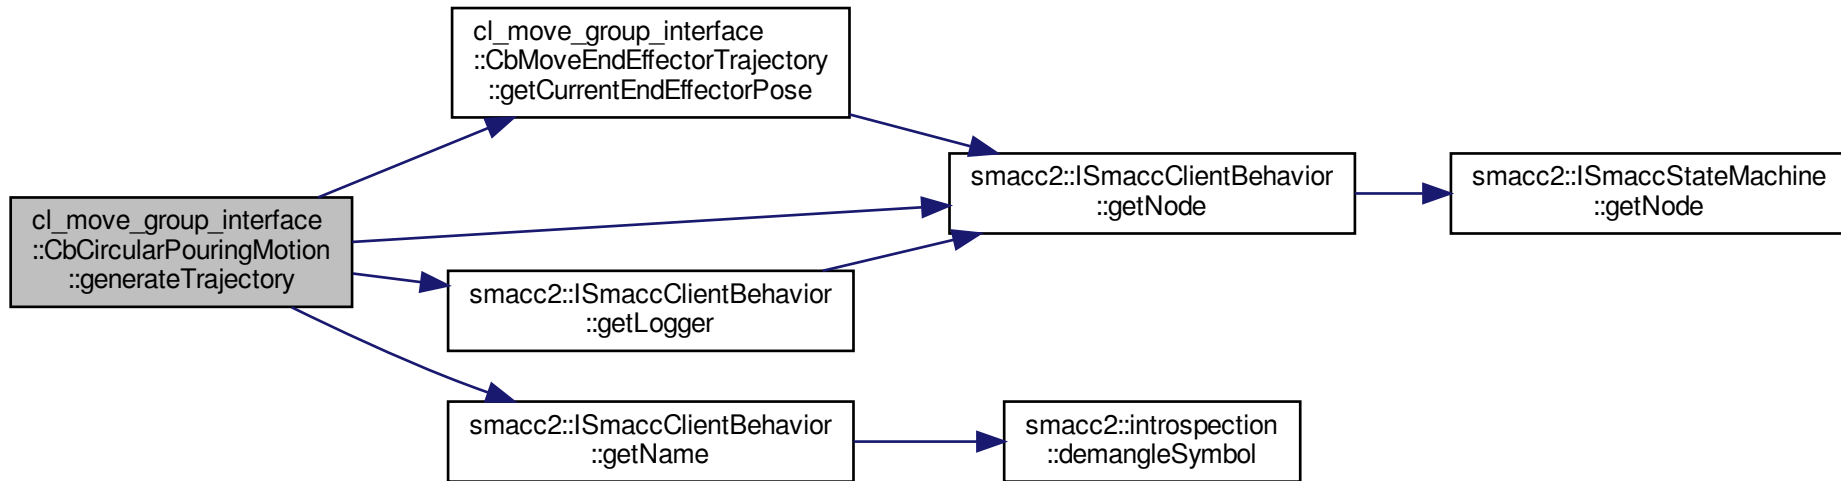 cl_move_group_interface
::CbMoveEndEffectorTrajectory
::getCurrentEndEffectorPose
smacc2::ISmaccClientBehavior
::getNode
smacc2::ISmaccStateMachine
::getNode
cl_move_group_interface
::CbCircularPouringMotion
::generateTrajectory
smacc2::ISmaccClientBehavior
::getLogger
smacc2::ISmaccClientBehavior
::getName
smacc2::introspection
::demangleSymbol